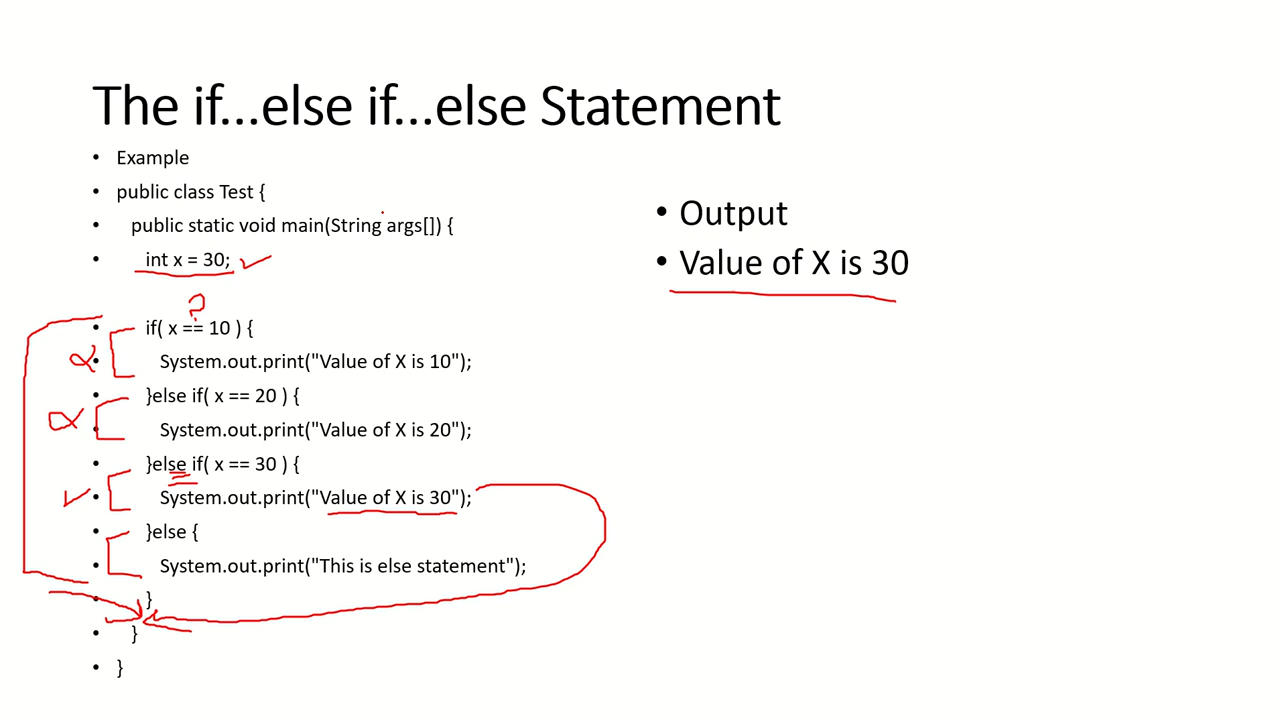 The if...else if...else Statement
• Example
• public class Test {
• public static void main(String args[]) {
• int x = 30;
?
• if( x == 10 ) {
• System.out.print("Value of X is 10");
• }else if( x == 20 ) {
• System.out.print("Value of X is 20");
• }else if( x == 30 ) {
• System.out.print("Value of X is 30");
• }else {
• System.out.print("This is else statement");
• }
• }
• }
• Output
• Value of X is 30